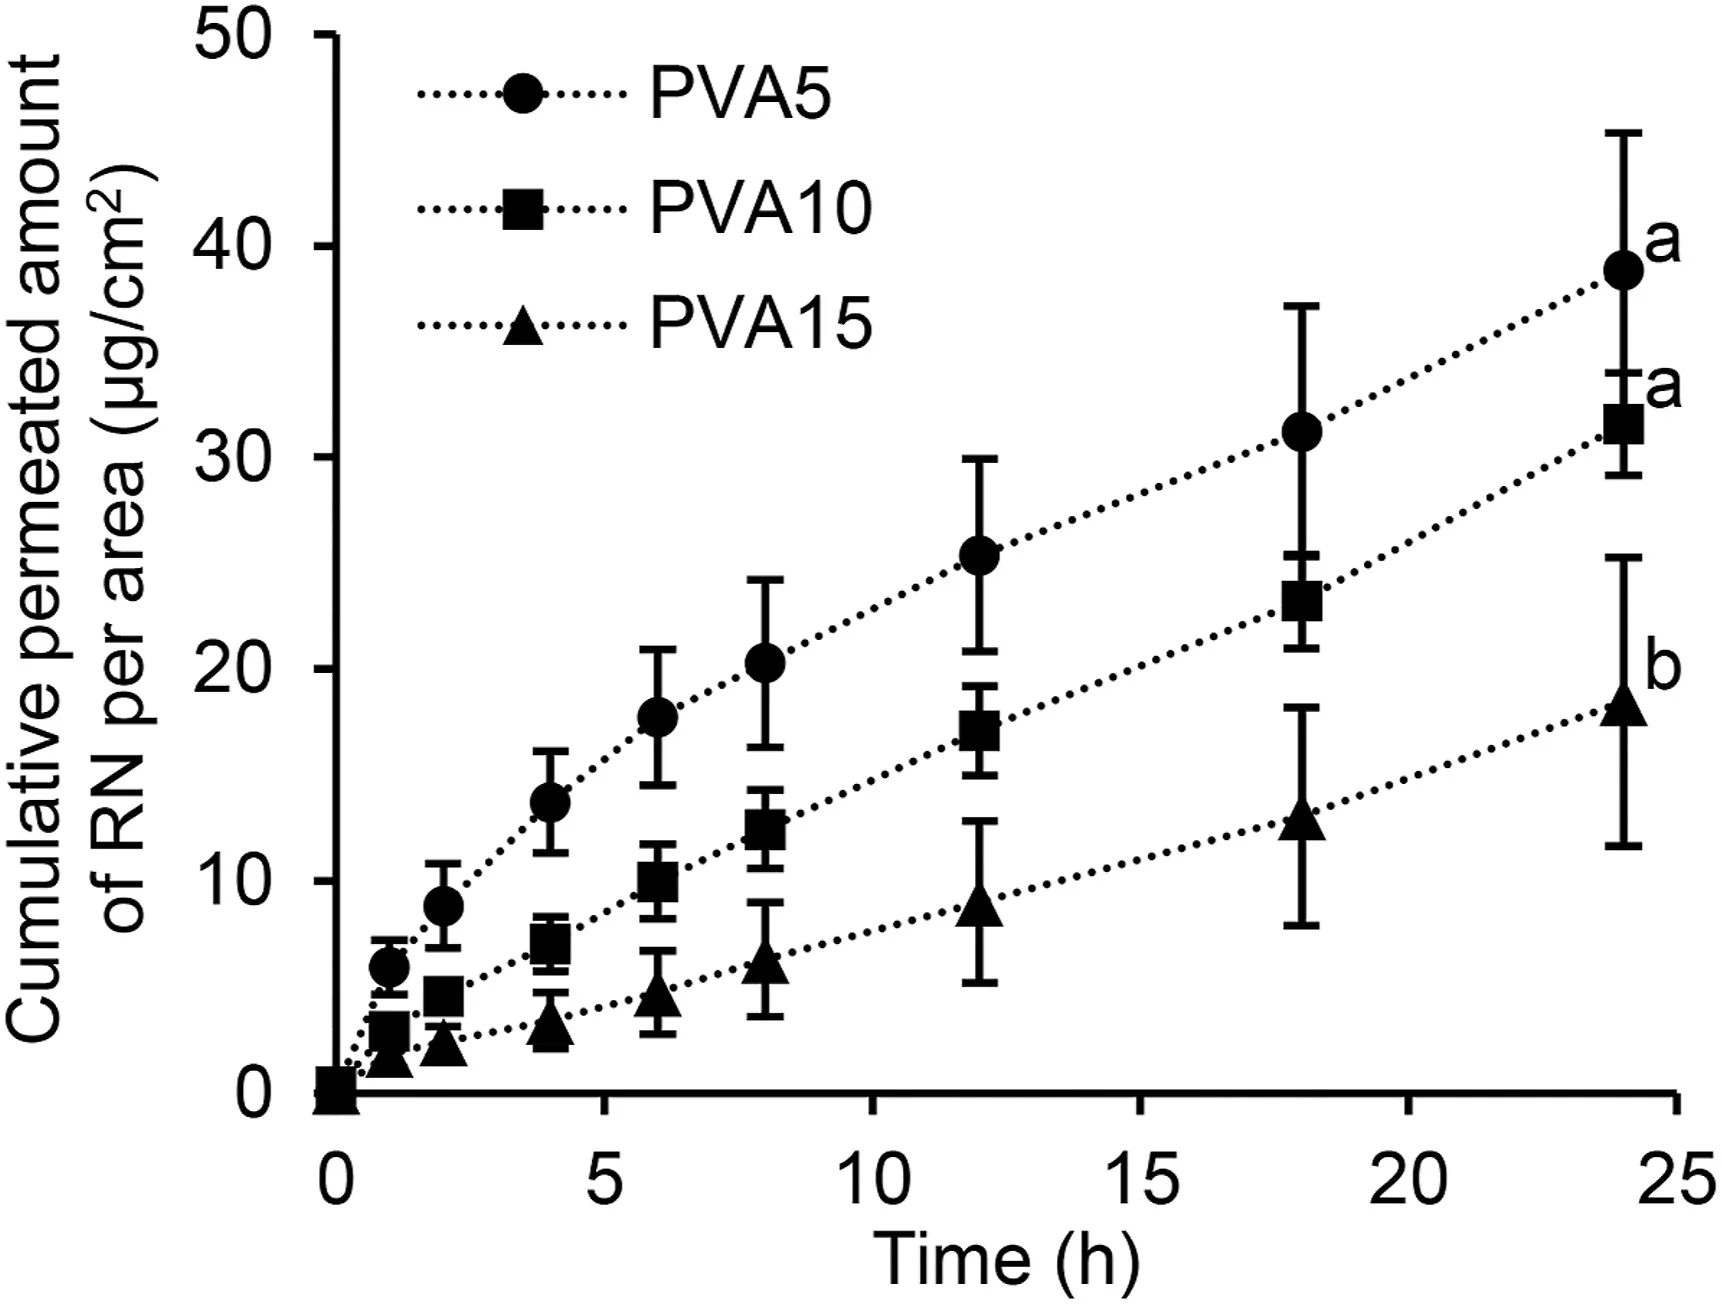 Cumulative permeated amount
of RN per area (µg/cm²)
50
40
30
20
10
0
PVA5
PVA10
PVA15
a
a
b
0 5 10 15 20 25
Time (h)